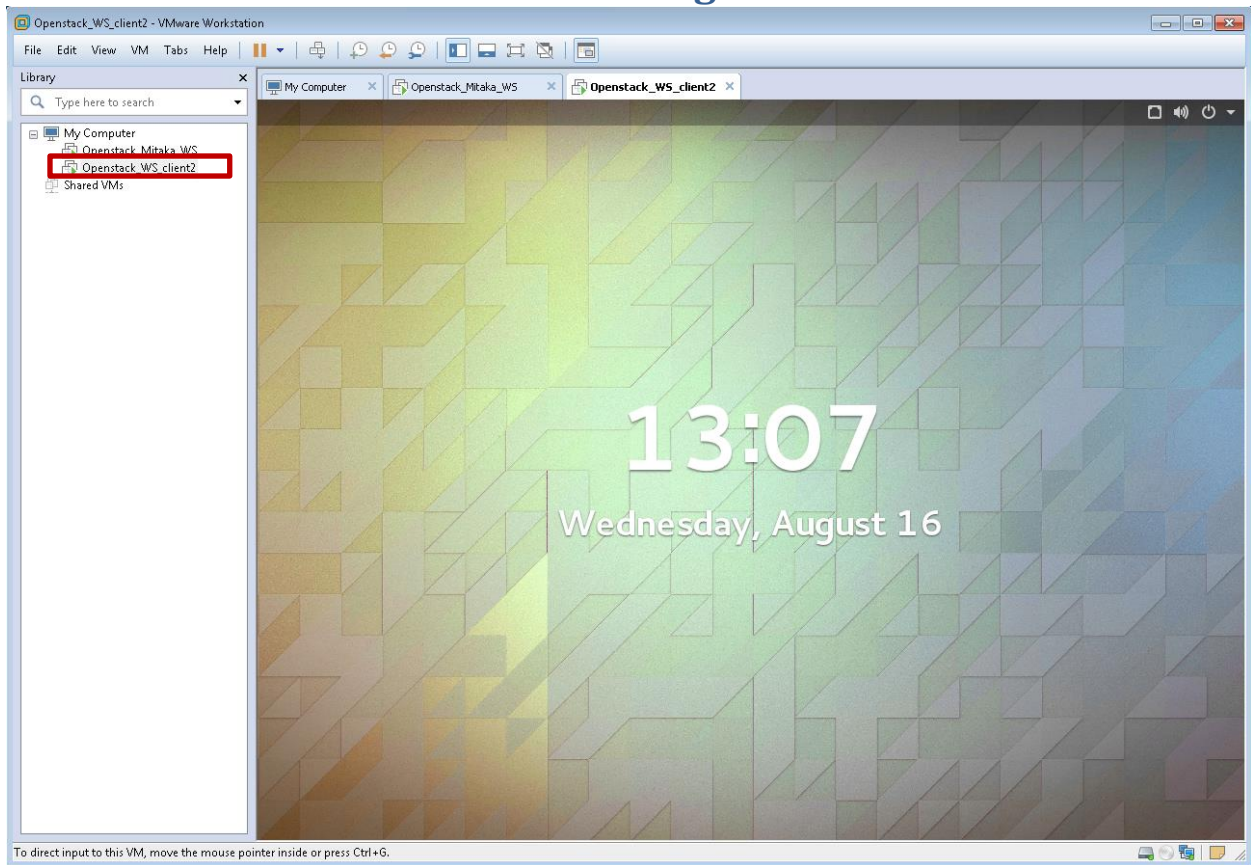 Openstack_WS_client2 - VMware Workstation
File Edit View VM Tabs Help
Library
Type here to search
My Computer
Openstack_Mitaka_WS
Openstack_WS_client2
Shared VMs
My Computer
Openstack_Mitaka_WS
Openstack_WS_client2
13:07
Wednesday, August 16
To direct input to this VM, move the mouse pointer inside or press Ctrl+G.